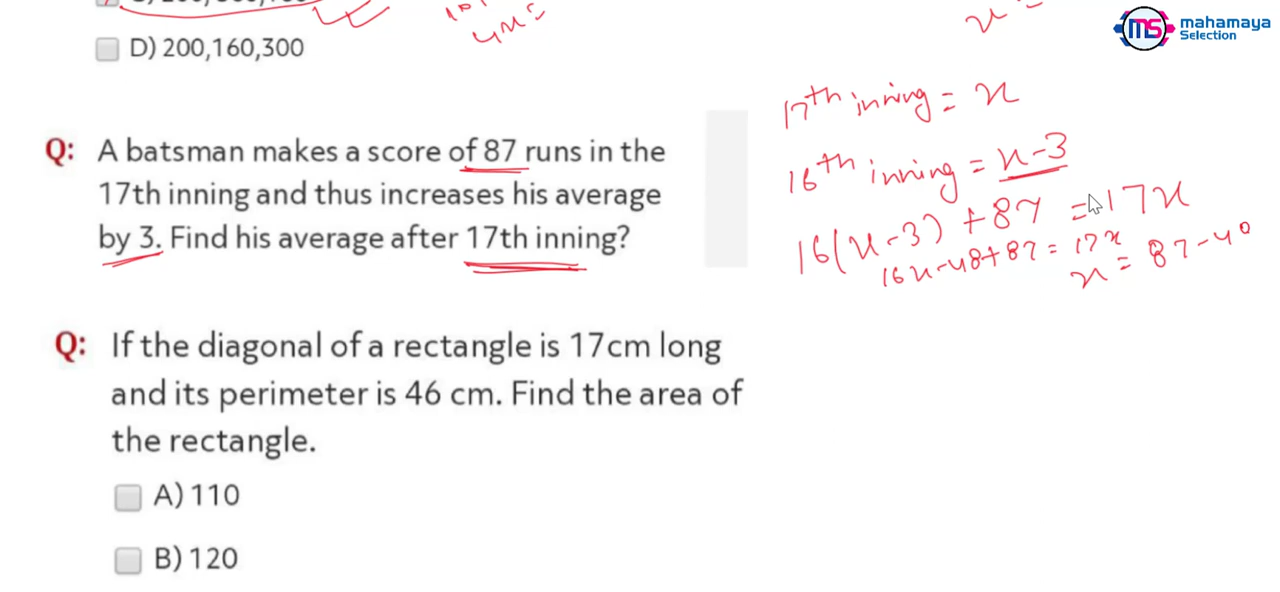 mahamaya
Selection
MS
D) 200,160,300
Q: A batsman makes a score of 87 runs in the
17th inning and thus increases his average
by 3. Find his average after 17th inning?
17th inning = x
16th inning = x-3
16(x-3) +87 = 17x
16x-48+87 = 17x
x = 87-4
Q: If the diagonal of a rectangle is 17cm long
and its perimeter is 46 cm. Find the area of
the rectangle.
A) 110
B) 120